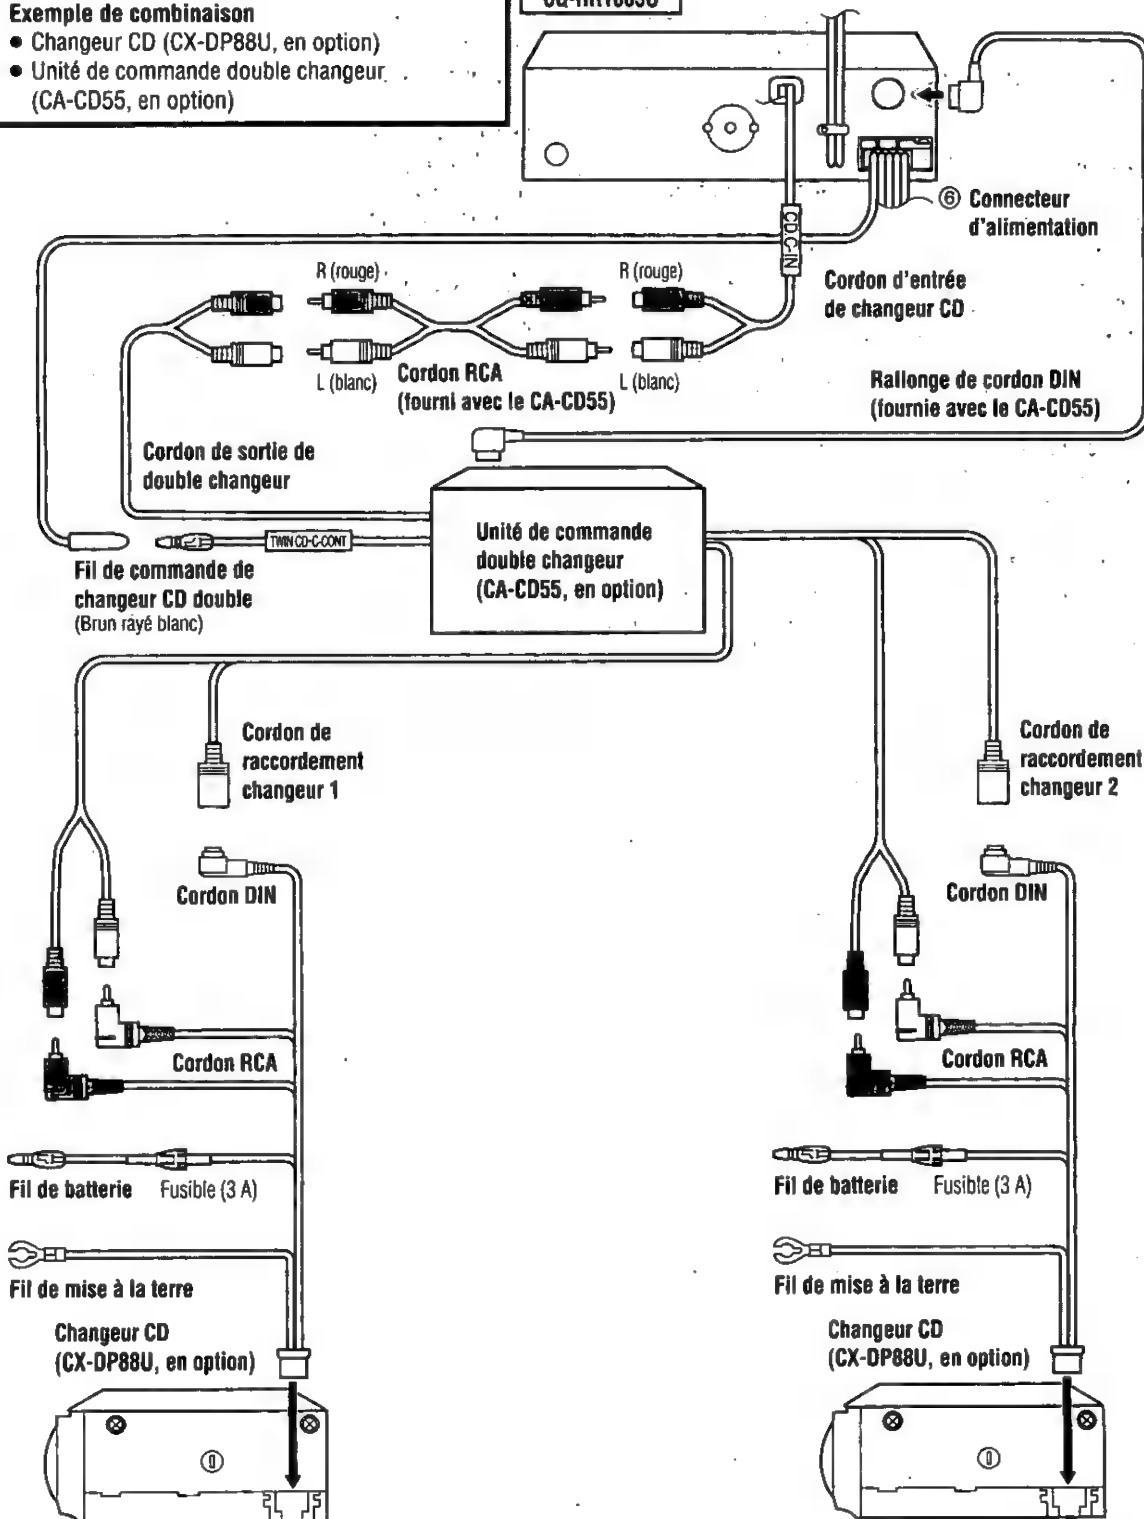 Exemple de combinaison
• Changeur CD (CX-DP88U, en option)
• Unité de commande double changeur
(CA-CD55, en option)
⑥ Connecteur
d'alimentation
CD.C-IN
R (rouge)
R (rouge)
Cordon d'entrée
de changeur CD
L (blanc)
Cordon RCA
(fourni avec le CA-CD55)
L (blanc)
Rallonge de cordon DIN
(fournie avec le CA-CD55)
Cordon de sortie de
double changeur
TWIN CD-C-CONT
Unité de commande
double changeur
(CA-CD55, en option)
Fil de commande de
changeur CD double
(Brun rayé blanc)
Cordon de
raccordement
changeur 1
Cordon de
raccordement
changeur 2
Cordon DIN
Cordon DIN
Cordon RCA
Cordon RCA
Fil de batterie
Fusible (3 A)
Fil de batterie
Fusible (3 A)
Fil de mise à la terre
Fil de mise à la terre
Changeur CD
(CX-DP88U, en option)
Changeur CD
(CX-DP88U, en option)